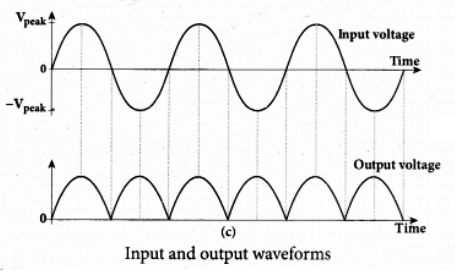 Vpeak
Input voltage
Time
0
−Vpeak
Output voltage
0
(c)
Time
Input and output waveforms